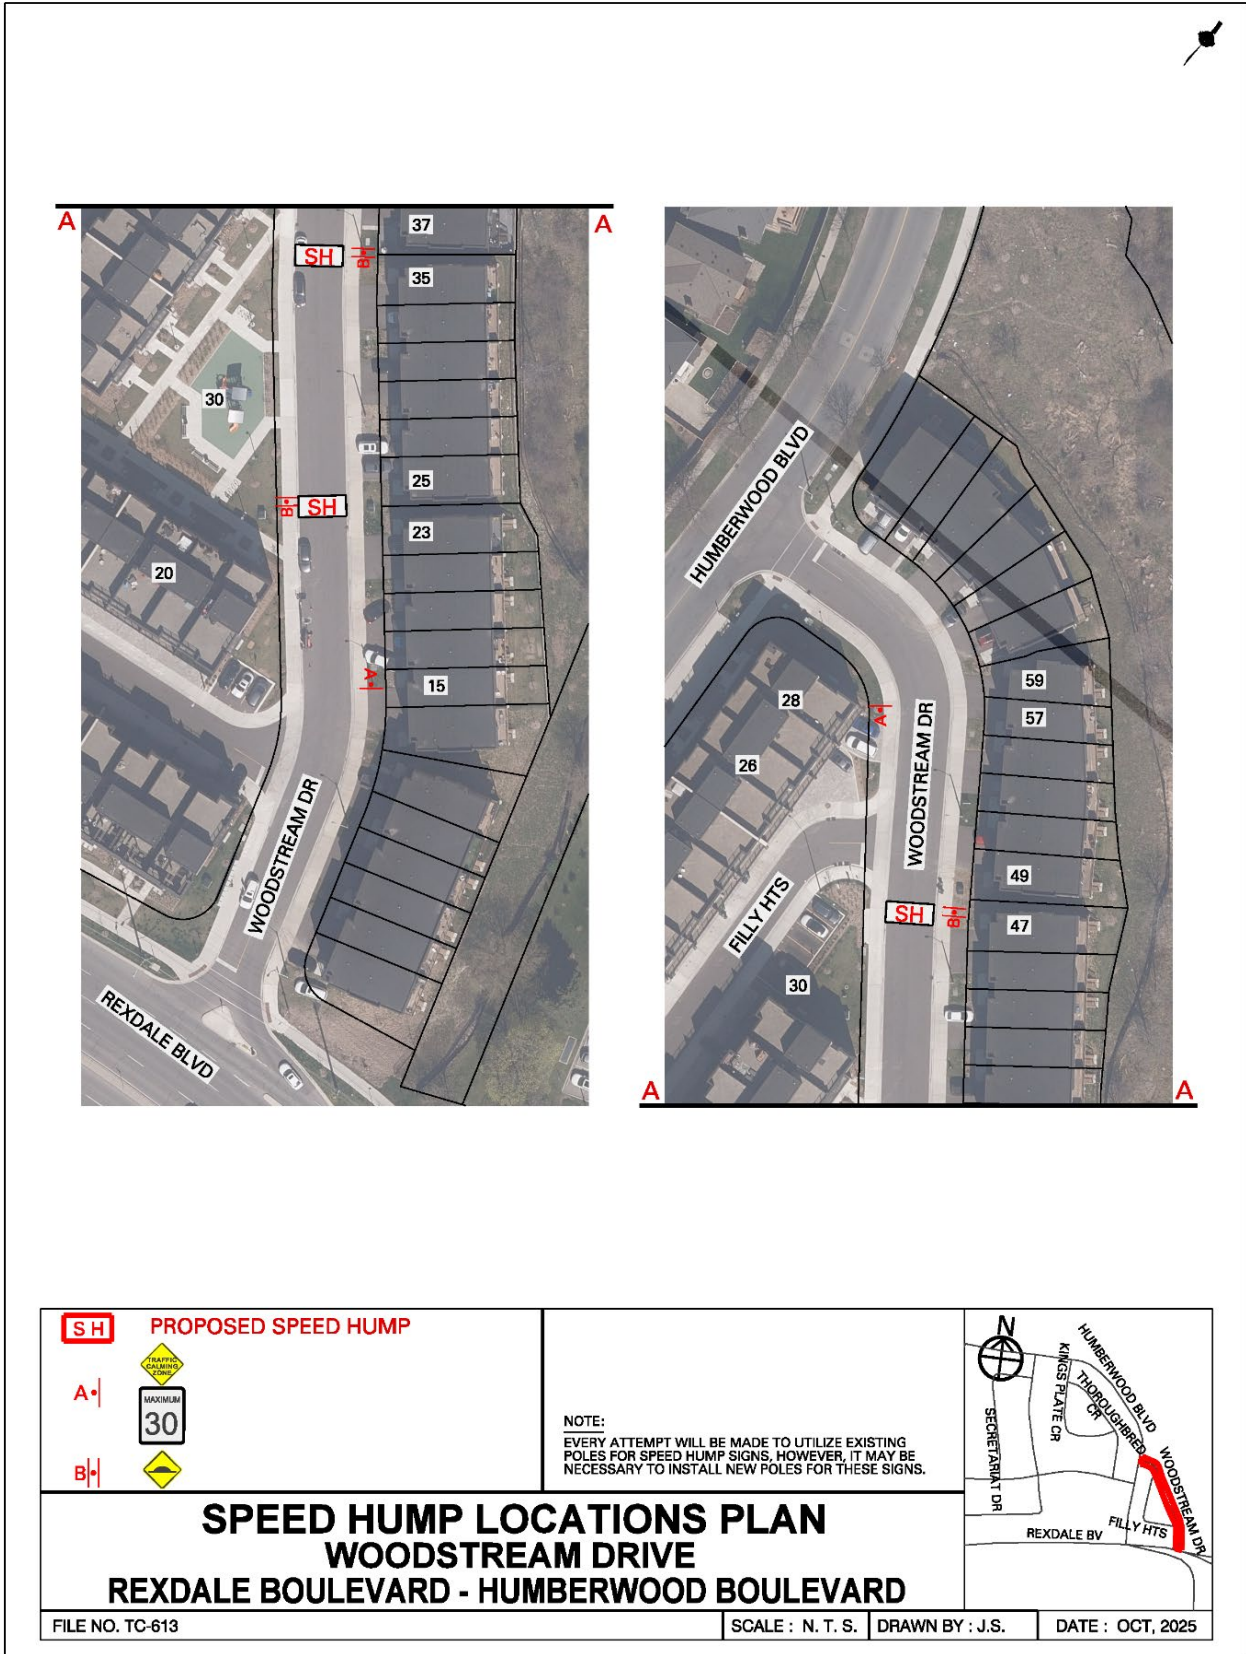 A
A
37
SH
B
35
30
25
SH
B
23
20
A
15
WOODSTREAM DR
REXDALE BLVD
HUMBERWOOD BLVD
59
28
57
A
26
WOODSTREAM DR
49
FILLY HTS
SH
B
47
30
A
A
SH PROPOSED SPEED HUMP
TRAFFIC
CALMING
ZONE
A
MAXIMUM
30
B
NOTE:
EVERY ATTEMPT WILL BE MADE TO UTILIZE EXISTING
POLES FOR SPEED HUMP SIGNS, HOWEVER, IT MAY BE
NECESSARY TO INSTALL NEW POLES FOR THESE SIGNS.
N
HUMBERWOOD BLVD
KINGS PLATE CR
THOROUGHBRED
CR
SECRETARIAT DR
WOODSTREAM DR
FILLY HTS
REXDALE BV
SPEED HUMP LOCATIONS PLAN
WOODSTREAM DRIVE
REXDALE BOULEVARD - HUMBERWOOD BOULEVARD
FILE NO. TC-613
SCALE : N. T. S.
DRAWN BY : J.S.
DATE : OCT, 2025